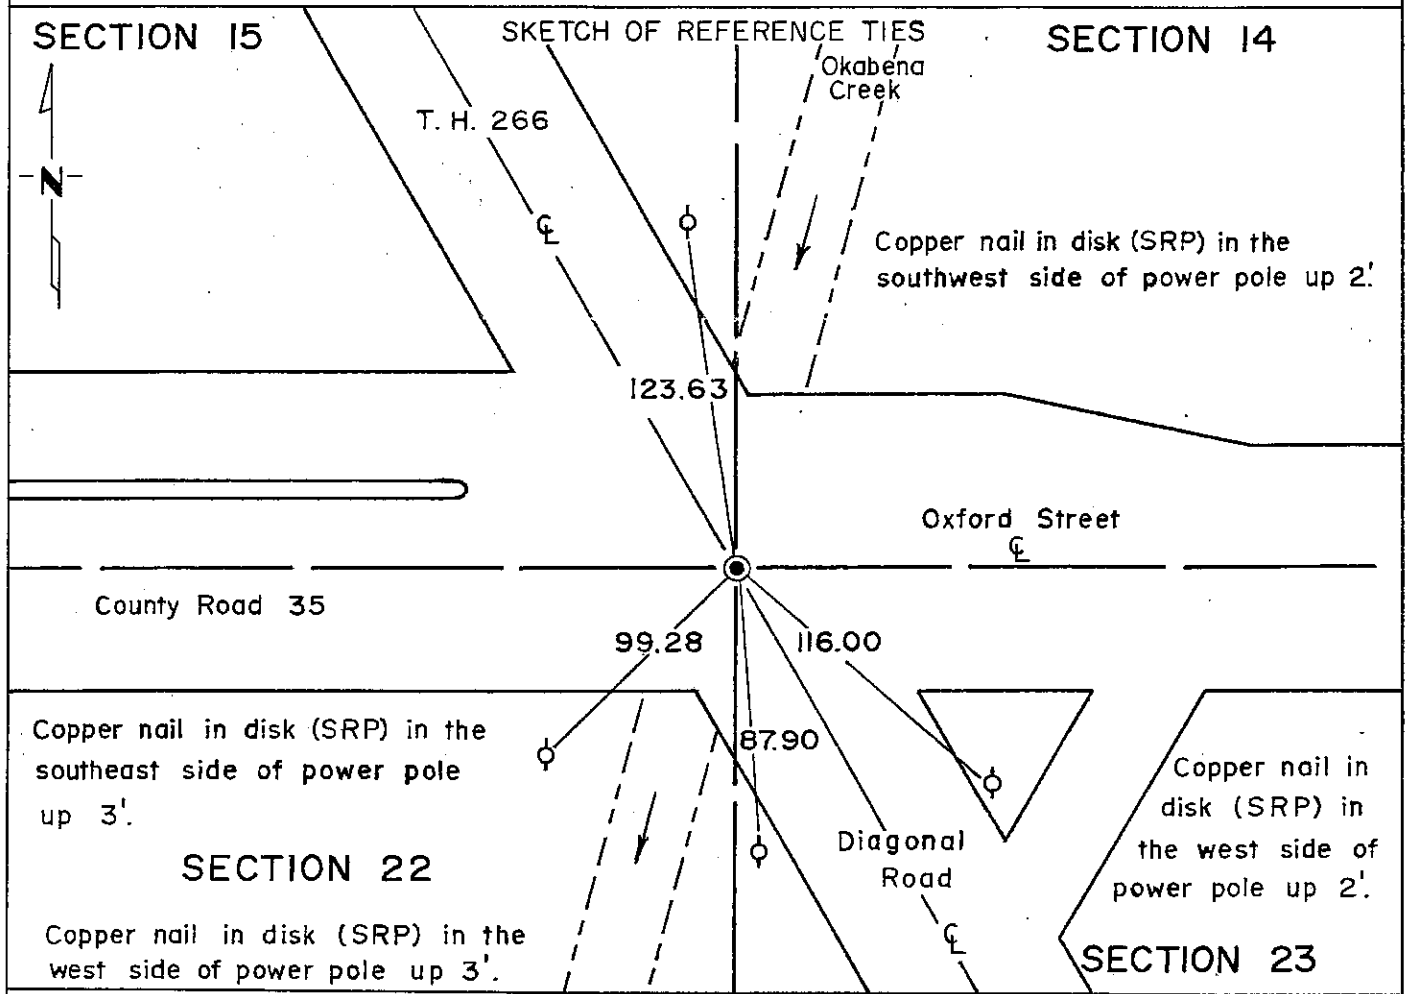 SECTION 15
SKETCH OF REFERENCE TIES
SECTION 14
Okabena
Creek
T. H. 266
N
℄
Copper nail in disk (SRP) in the
southwest side of power pole up 2'.
123.63
Oxford Street
℄
County Road 35
99.28
116.00
87.90
Copper nail in disk (SRP) in the
southeast side of power pole
up 3'.
SECTION 22
Copper nail in disk (SRP) in the
west side of power pole up 3'.
Diagonal
Road
℄
Copper nail in
disk (SRP) in
the west side of
power pole up 2'.
SECTION 23